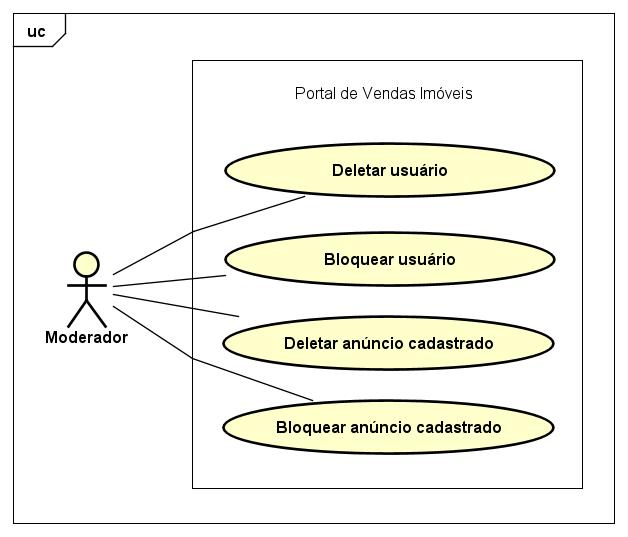 uc
Portal de Vendas Imóveis
Deletar usuário
Bloquear usuário
Moderador
Deletar anúncio cadastrado
Bloquear anúncio cadastrado